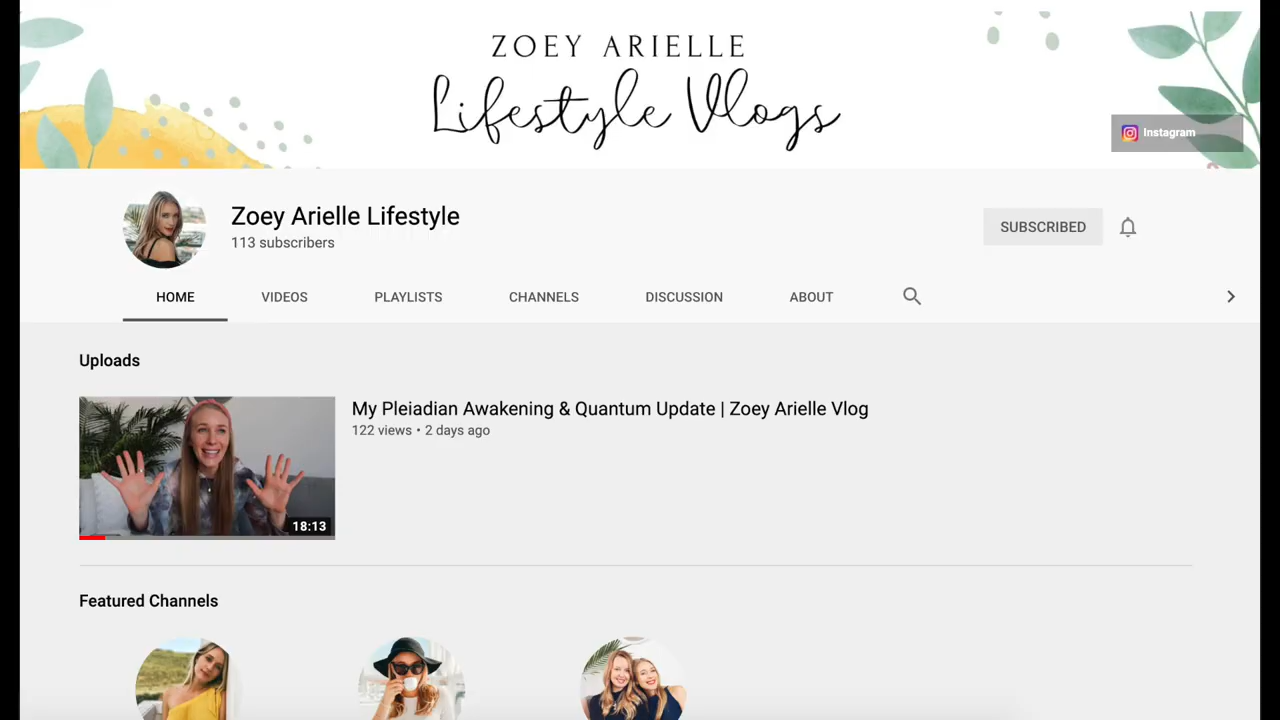 ZOEY ARIELLE
Lifestyle Vlogs
Instagram
Zoey Arielle Lifestyle
113 subscribers
SUBSCRIBED
HOME VIDEOS PLAYLISTS CHANNELS DISCUSSION ABOUT
Uploads
My Pleiadian Awakening & Quantum Update | Zoey Arielle Vlog
122 views • 2 days ago
18:13
Featured Channels